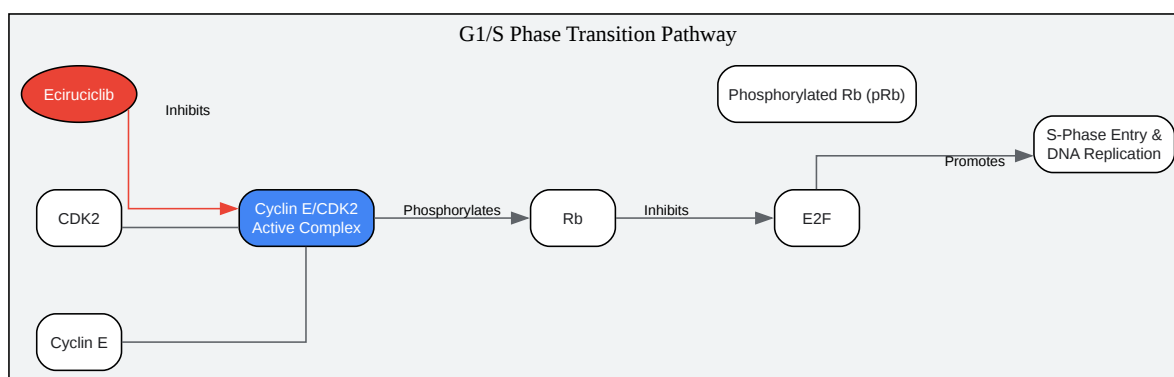 G1/S Phase Transition Pathway
Eciruciclib
Inhibits
Phosphorylated Rb (pRb)
S-Phase Entry &
DNA Replication
Promotes
CDK2
Cyclin E/CDK2
Active Complex
Phosphorylates
Rb
Inhibits
E2F
Cyclin E